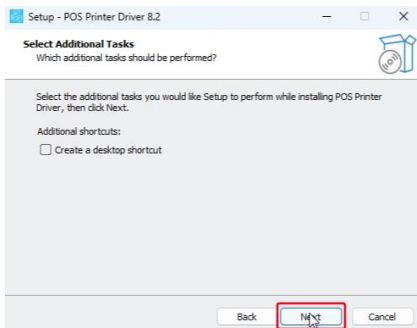 Setup - POS Printer Driver 8.2
Select Additional Tasks
Which additional tasks should be performed?
Select the additional tasks you would like Setup to perform while installing POS Printer
Driver, then click Next.
Additional shortcuts:
Create a desktop shortcut
Back Next Cancel